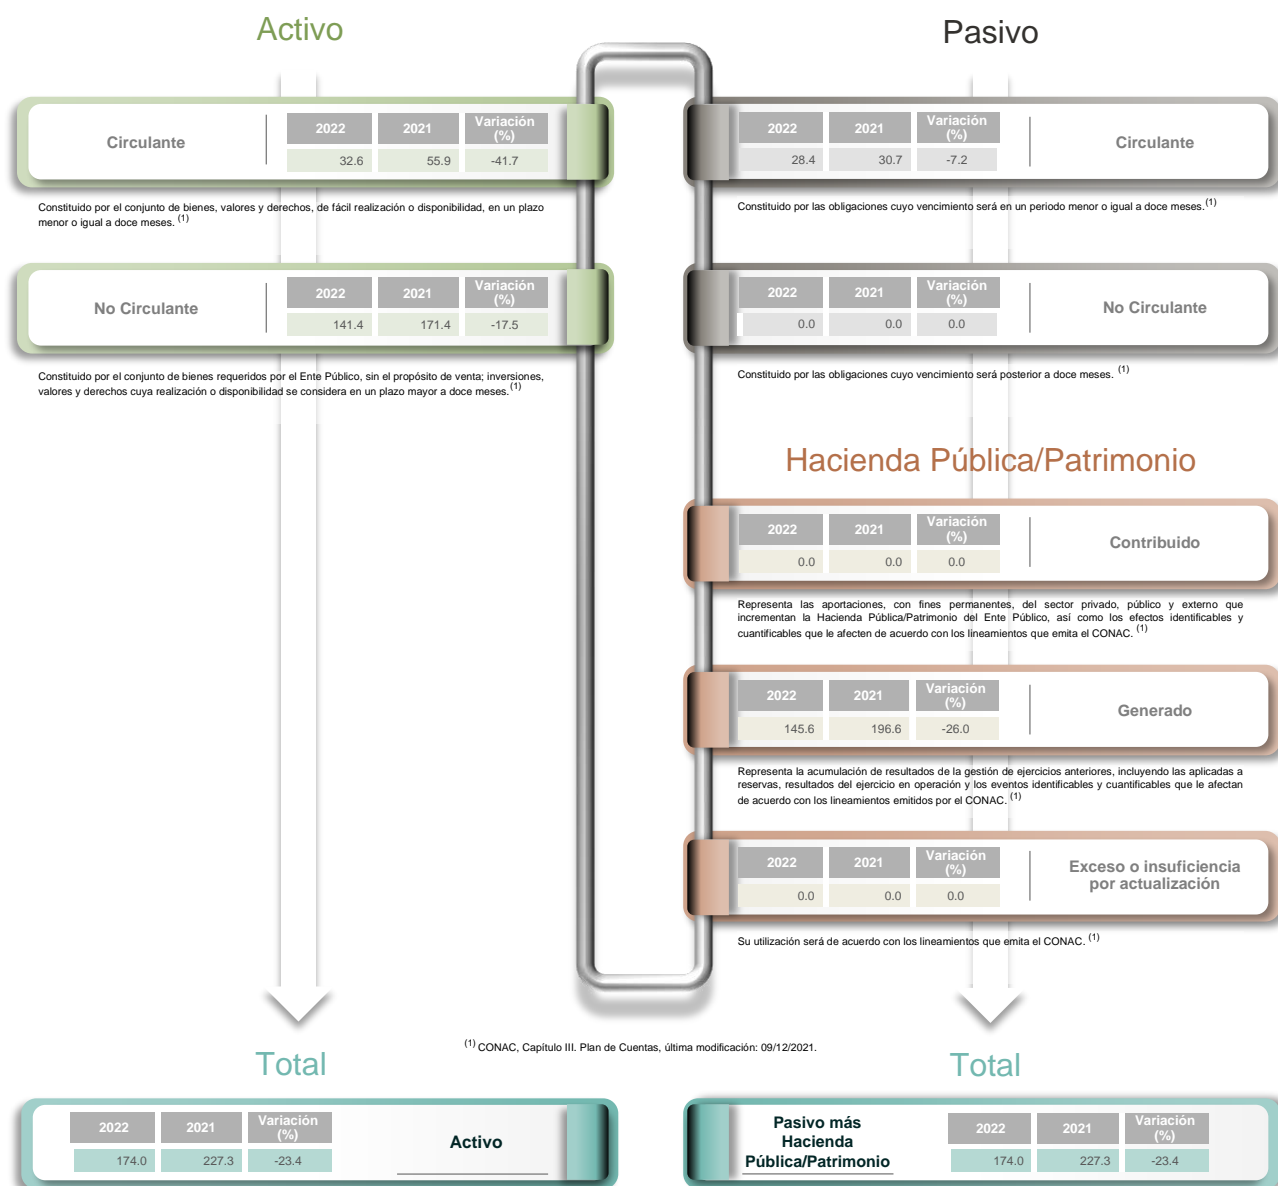 Activo
Circulante
2022 2021 Variación (%)
32.6 55.9 -41.7
Constituido por el conjunto de bienes, valores y derechos, de fácil realización o disponibilidad, en un plazo
menor o igual a doce meses. (1)
No Circulante
2022 2021 Variación (%)
141.4 171.4 -17.5
Constituido por el conjunto de bienes requeridos por el Ente Público, sin el propósito de venta; inversiones,
valores y derechos cuya realización o disponibilidad se considera en un plazo mayor a doce meses. (1)
Pasivo
2022 2021 Variación (%)
28.4 30.7 -7.2
Circulante
Constituido por las obligaciones cuyo vencimiento será en un periodo menor o igual a doce meses. (1)
2022 2021 Variación (%)
0.0 0.0 0.0
No Circulante
Constituido por las obligaciones cuyo vencimiento será posterior a doce meses. (1)
Hacienda Pública/Patrimonio
2022 2021 Variación (%)
0.0 0.0 0.0
Contribuido
Representa las aportaciones, con fines permanentes, del sector privado, público y externo que
incrementan la Hacienda Pública/Patrimonio del Ente Público, así como los efectos identificables y
cuantificables que le afecten de acuerdo con los lineamientos que emita el CONAC. (1)
2022 2021 Variación (%)
145.6 196.6 -26.0
Generado
Representa la acumulación de resultados de la gestión de ejercicios anteriores, incluyendo las aplicadas a
reservas, resultados del ejercicio en operación y los eventos identificables y cuantificables que le afectan
de acuerdo con los lineamientos emitidos por el CONAC. (1)
2022 2021 Variación (%)
0.0 0.0 0.0
Exceso o insuficiencia
por actualización
Su utilización será de acuerdo con los lineamientos que emita el CONAC. (1)
(1) CONAC, Capítulo III. Plan de Cuentas, última modificación: 09/12/2021.
Total
2022 2021 Variación (%)
174.0 227.3 -23.4
Activo
Total
Pasivo más
Hacienda
Pública/Patrimonio
2022 2021 Variación (%)
174.0 227.3 -23.4